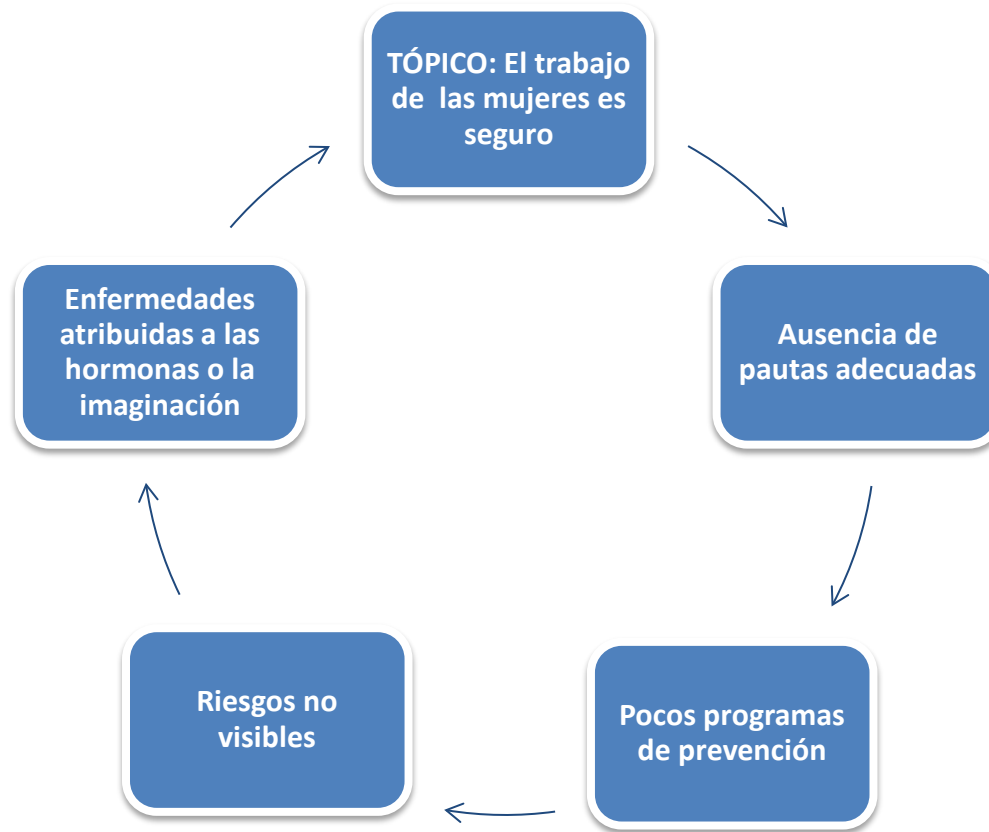 TÓPICO: El trabajo
de las mujeres es
seguro
Ausencia de
pautas adecuadas
Pocos programas
de prevención
Riesgos no
visibles
Enfermedades
atribuidas a las
hormonas o la
imaginación